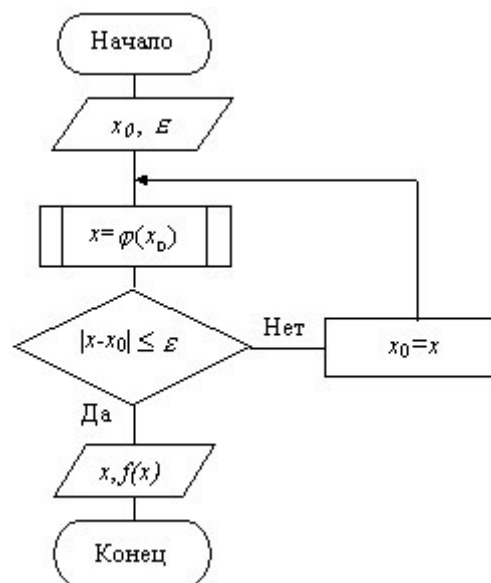 Начало
x₀, ε
x=φ(x₀)
|x-x₀| ≤ ε
Нет
x₀=x
Да
x,f(x)
Конец